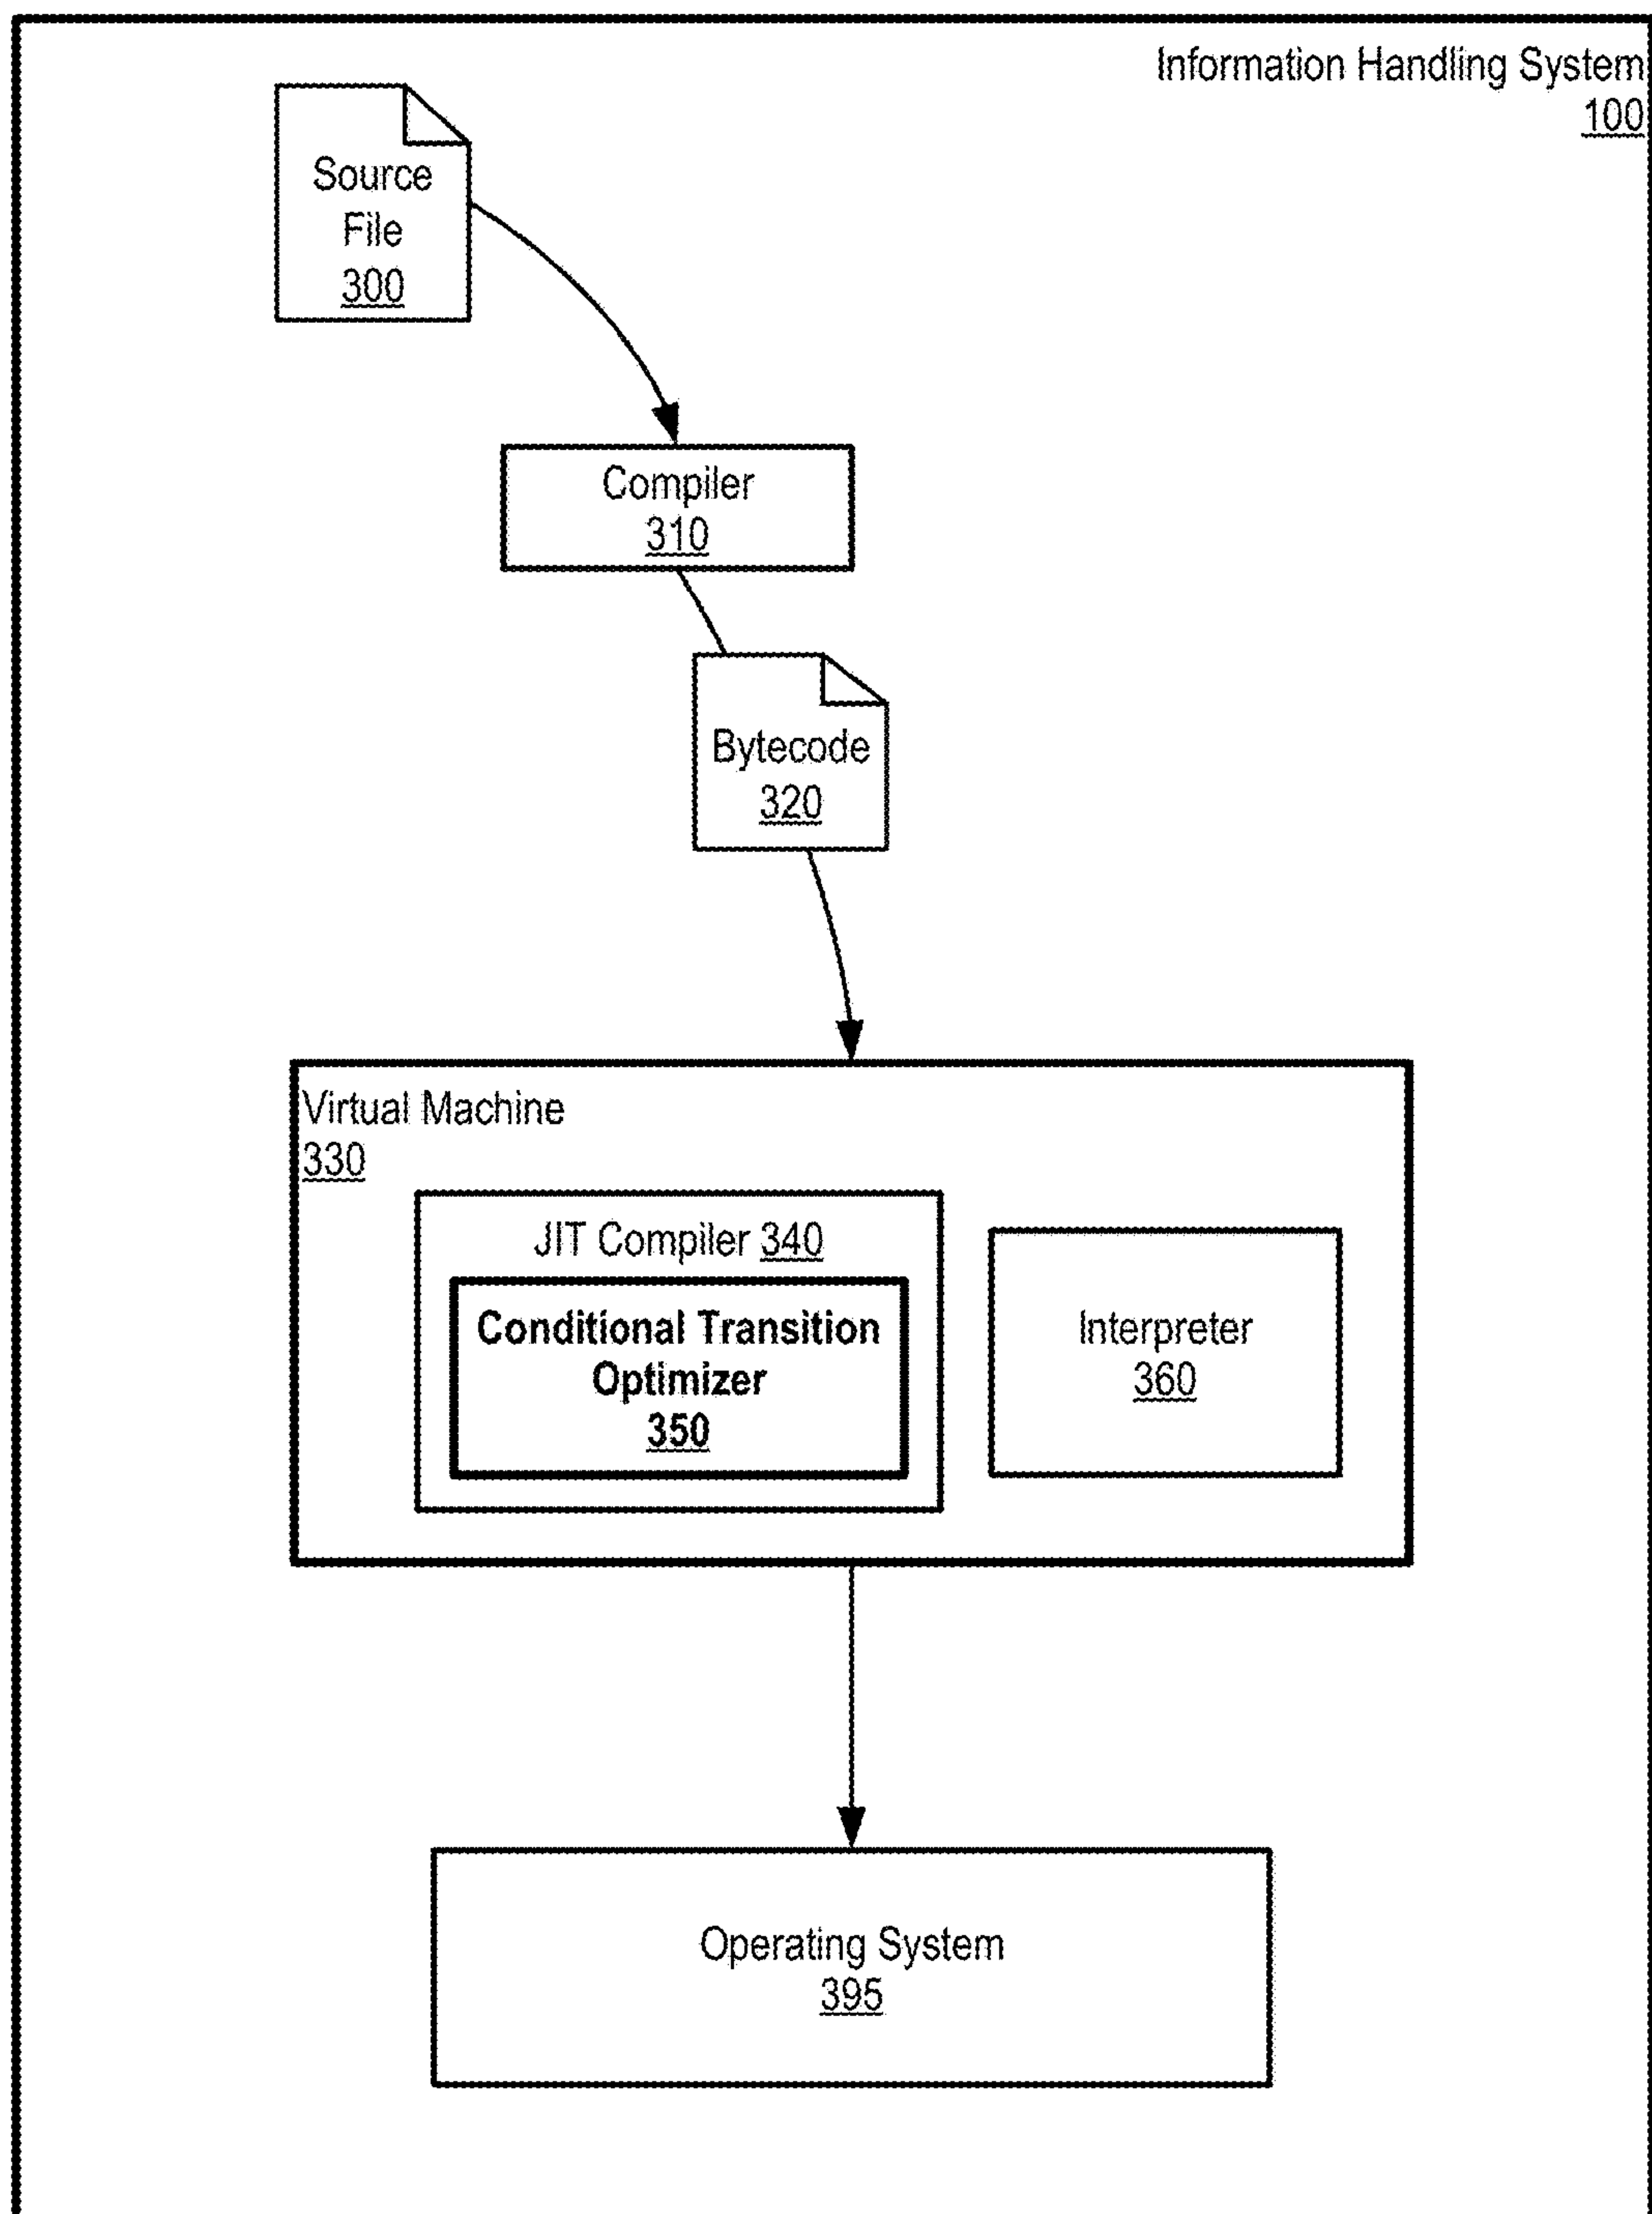 Information Handling System
100
Source
File
300
Compiler
310
Bytecode
320
Virtual Machine
330
JIT Compiler 340
Conditional Transition
Optimizer
350
Interpreter
360
Operating System
395